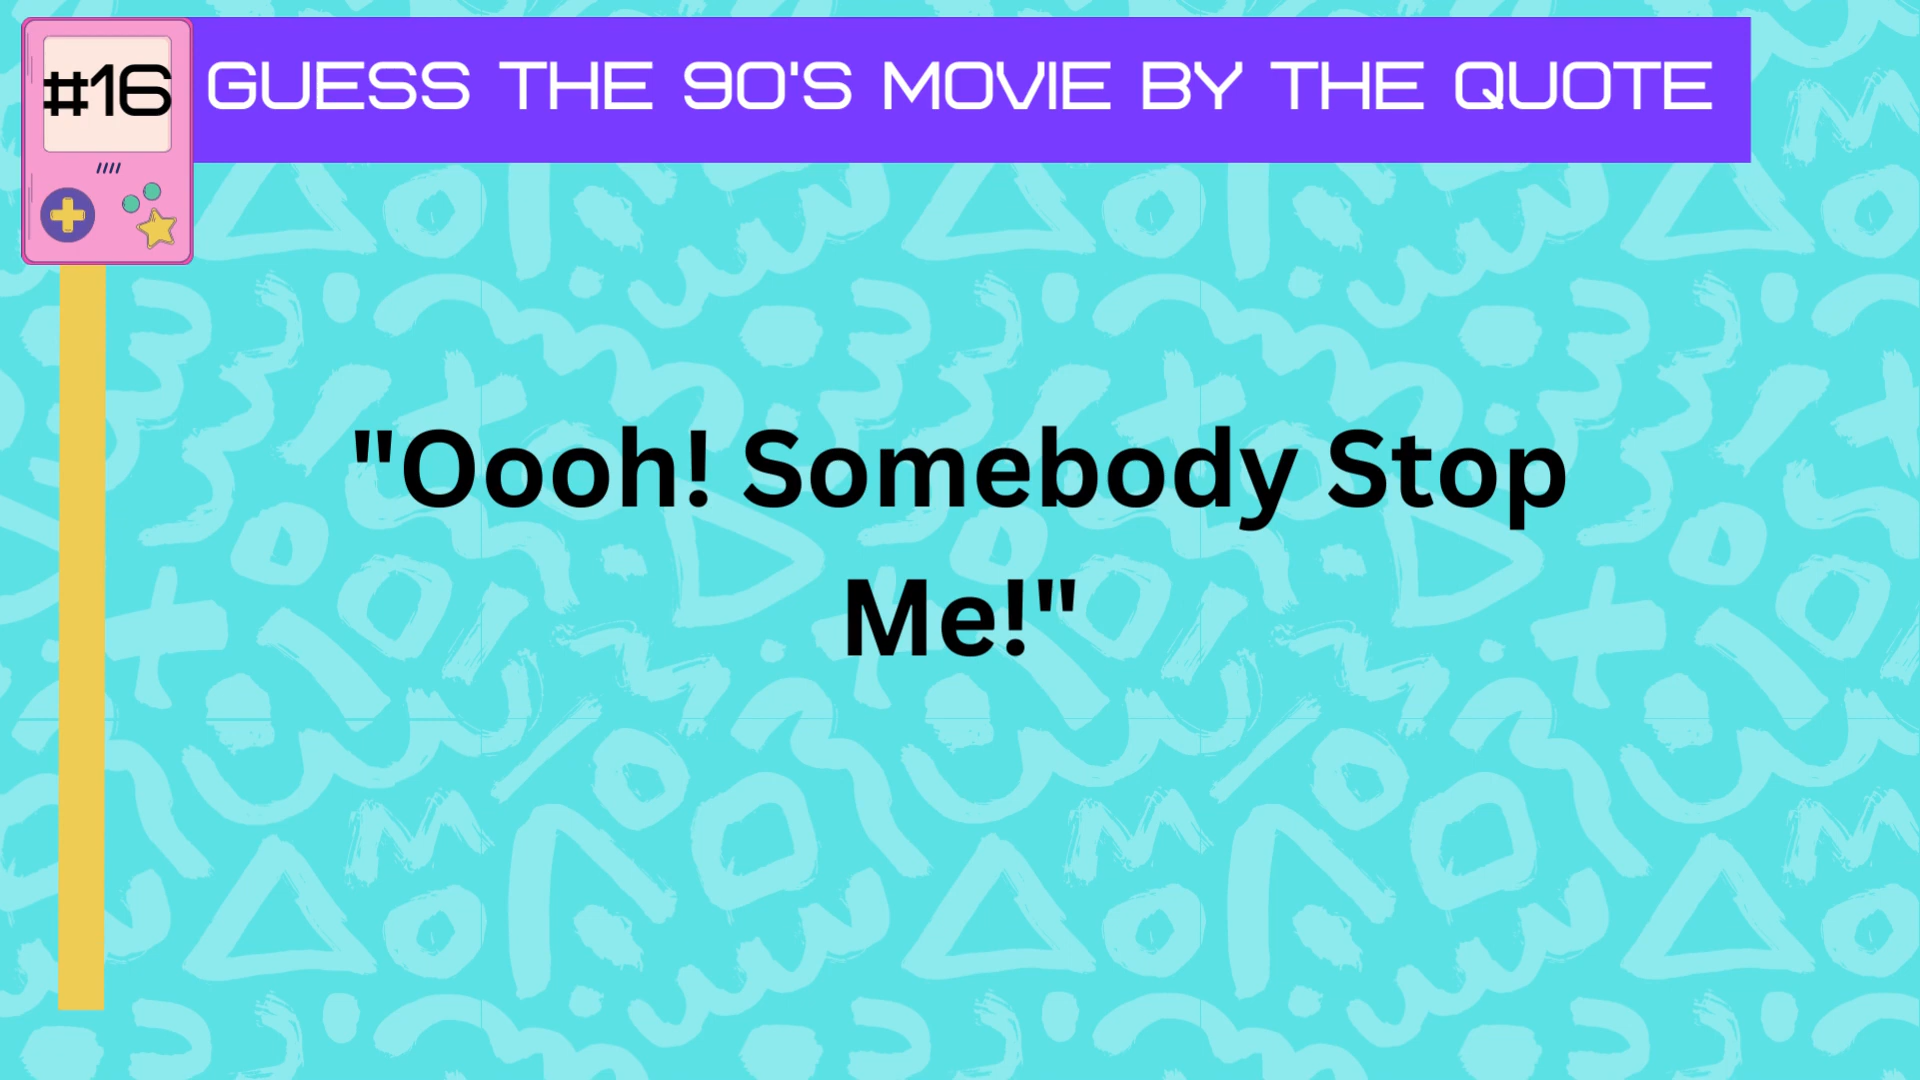 #16
GUESS THE 90'S MOVIE BY THE QUOTE
"Oooh! Somebody Stop
Me!"